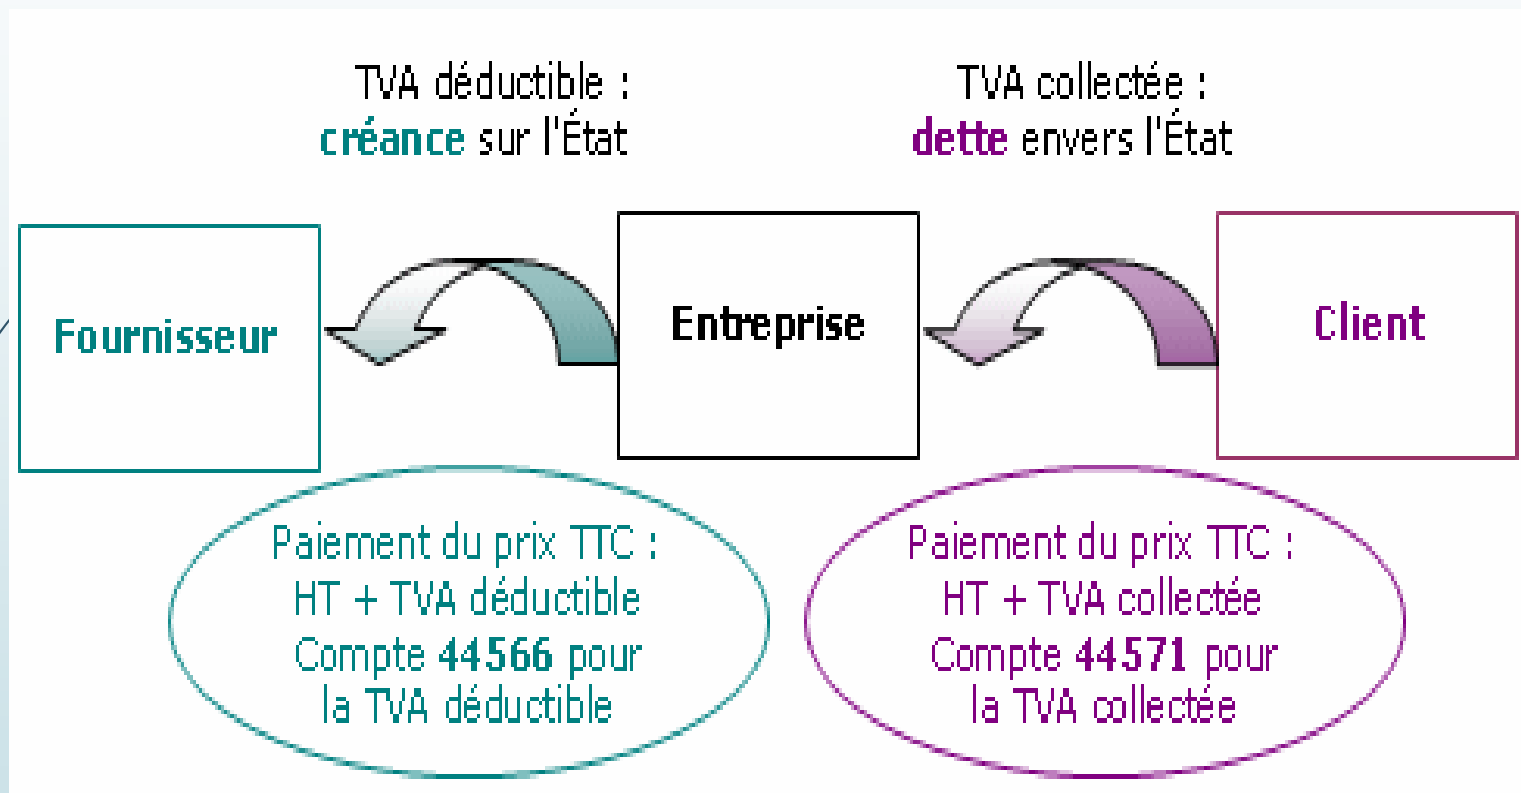 TVA déductible :
créance sur l'État
TVA collectée :
dette envers l'État
Fournisseur
Entreprise
Client
Paiement du prix TTC :
HT + TVA déductible
Compte 44566 pour
la TVA déductible
Paiement du prix TTC :
HT + TVA collectée
Compte 44571 pour
la TVA collectée